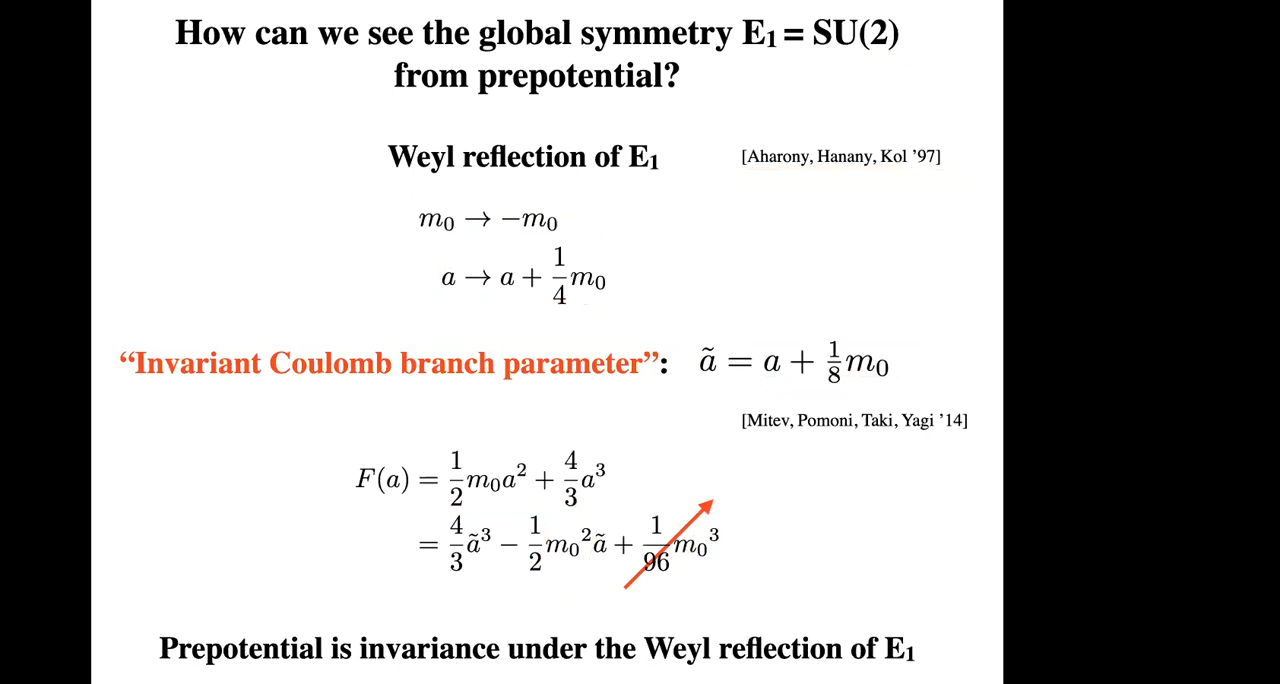 How can we see the global symmetry E₁ = SU(2)
from prepotential?
Weyl reflection of E₁ [Aharony, Hanany, Kol ’97]
m₀ → −m₀
a → a + 1/4 m₀
“Invariant Coulomb branch parameter”: ã = a + 1/8 m₀
[Mitev, Pomoni, Taki, Yagi ’14]
F(a) = 1/2 m₀a² + 4/3 a³
= 4/3 ã³ − 1/2 m₀²ã + 1/96 m₀³
Prepotential is invariance under the Weyl reflection of E₁